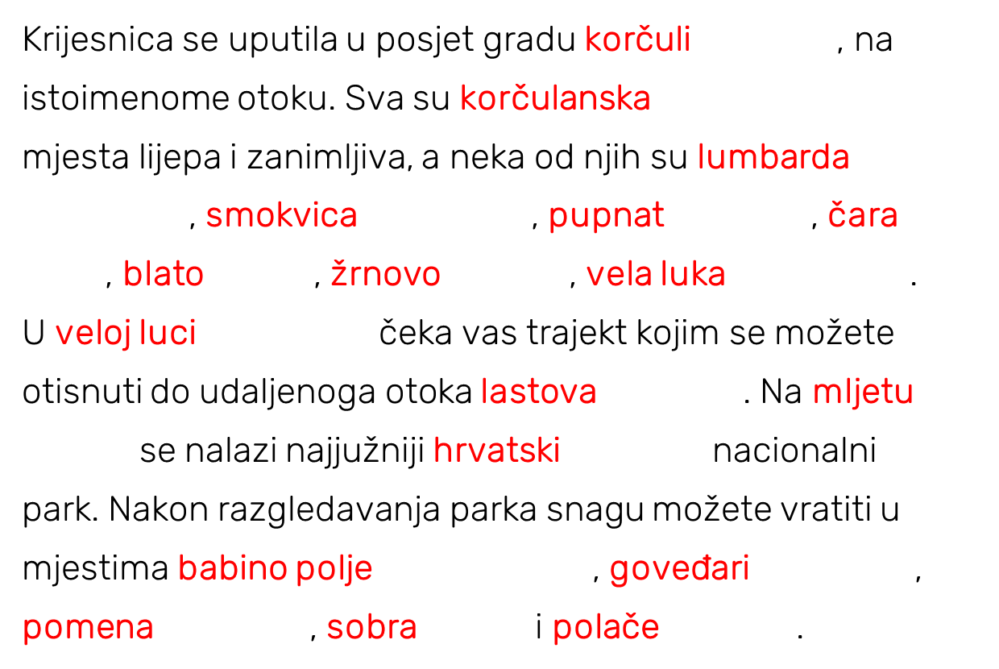 Krijesnica se uputila u posjet gradu korčuli , na
istoimenome otoku. Sva su korčulanska
mjesta lijepa i zanimljiva, a neka od njih su lumbarda
, smokvica , pupnat , čara
, blato , žrnovo , vela luka .
U veloj luci čeka vas trajekt kojim se možete
otisnuti do udaljenoga otoka lastova . Na mljetu
se nalazi najjužniji hrvatski nacionalni
park. Nakon razgledavanja parka snagu možete vratiti u
mjestima babino polje , goveđari ,
pomena , sobra i polače .